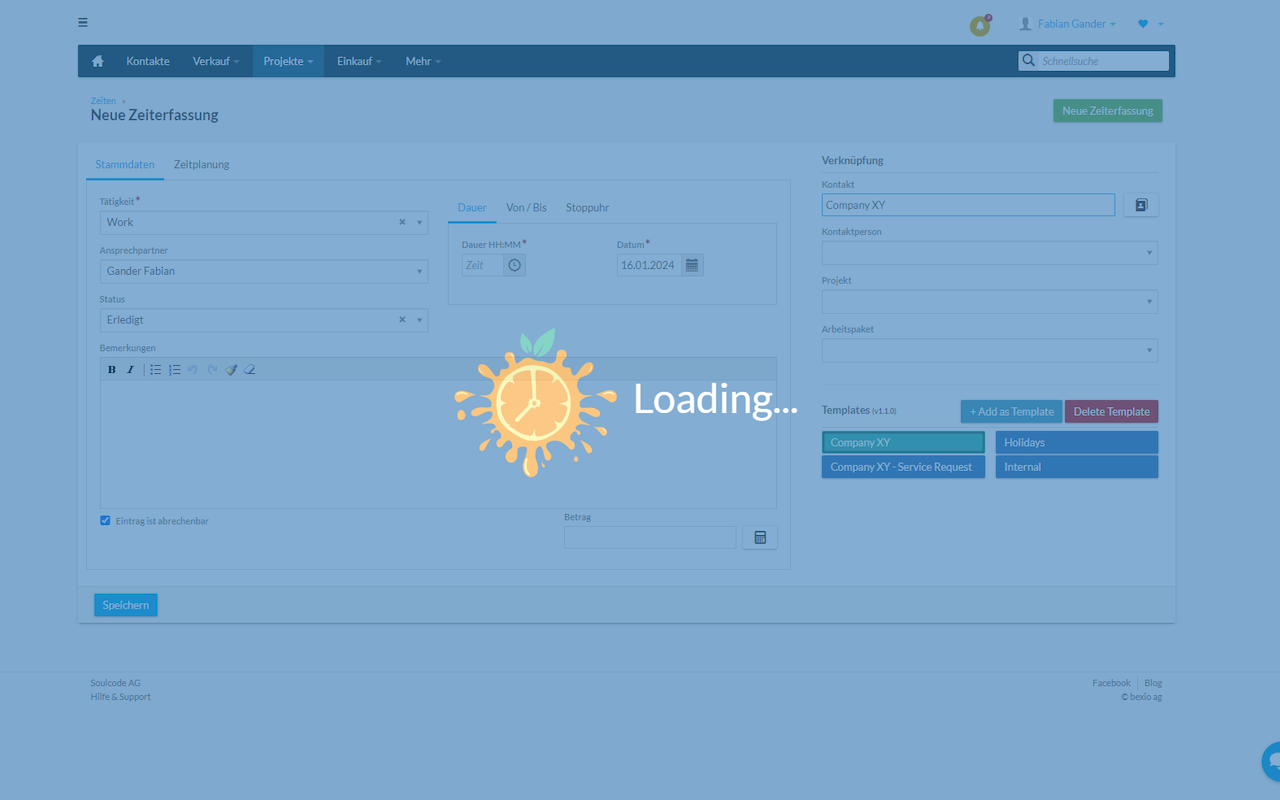 Fabian Gander
Kontakte Verkauf Projekte Einkauf Mehr Schnellsuche
Zeiten »
Neue Zeiterfassung
Neue Zeiterfassung
Stammdaten Zeitplanung
Tätigkeit*
Work
Ansprechpartner
Gander Fabian
Status
Erledigt
Dauer Von / Bis Stoppuhr
Dauer HH:MM* Datum*
Zeit 16.01.2024
Bemerkungen
B I
Loading...
Eintrag ist abrechenbar
Betrag
Speichern
Verknüpfung
Kontakt
Company XY
Kontaktperson
Projekt
Arbeitspaket
Templates (v1.1.0) + Add as Template Delete Template
Company XY Holidays
Company XY - Service Request Internal
Soulcode AG
Hilfe & Support
Facebook Blog
© bexio ag